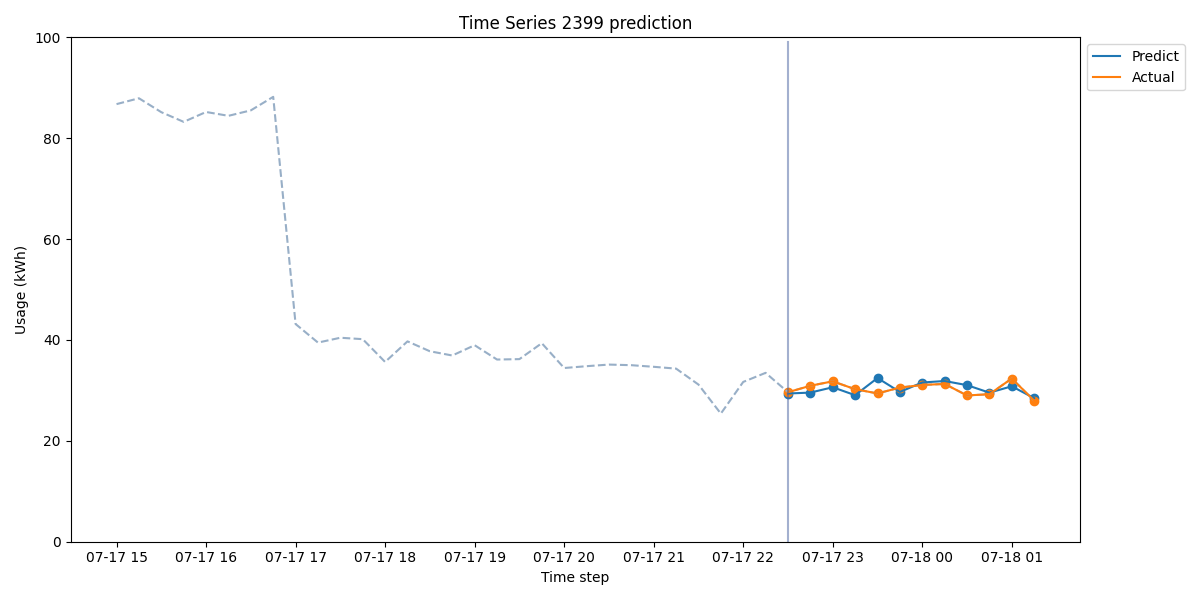 Time Series 2399 prediction
Predict
Actual
Usage (kWh)
100
80
60
40
20
0
07-17 15 07-17 16 07-17 17 07-17 18 07-17 19 07-17 20 07-17 21 07-17 22 07-17 23 07-18 00 07-18 01
Time step